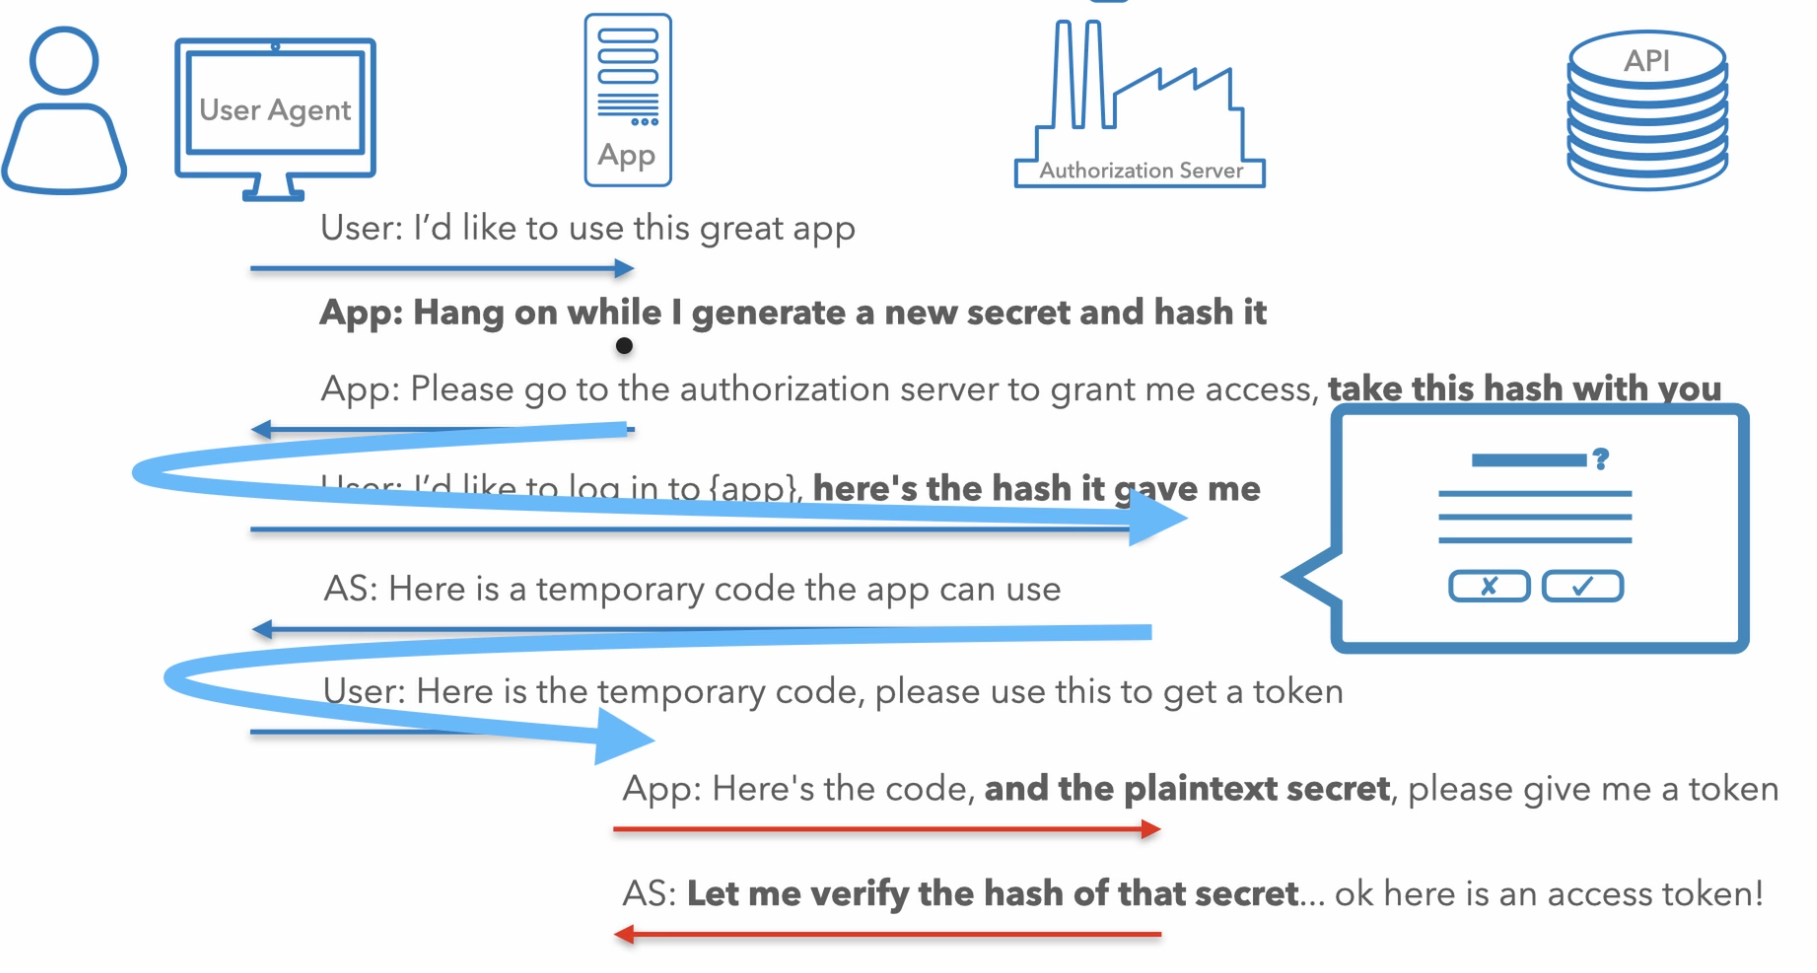 User Agent
App
Authorization Server
API
User: I’d like to use this great app
App: Hang on while I generate a new secret and hash it
App: Please go to the authorization server to grant me access, take this hash with you
?
User: I’d like to log in to {app}, here's the hash it gave me
✗ ✓
AS: Here is a temporary code the app can use
User: Here is the temporary code, please use this to get a token
App: Here's the code, and the plaintext secret, please give me a token
AS: Let me verify the hash of that secret... ok here is an access token!